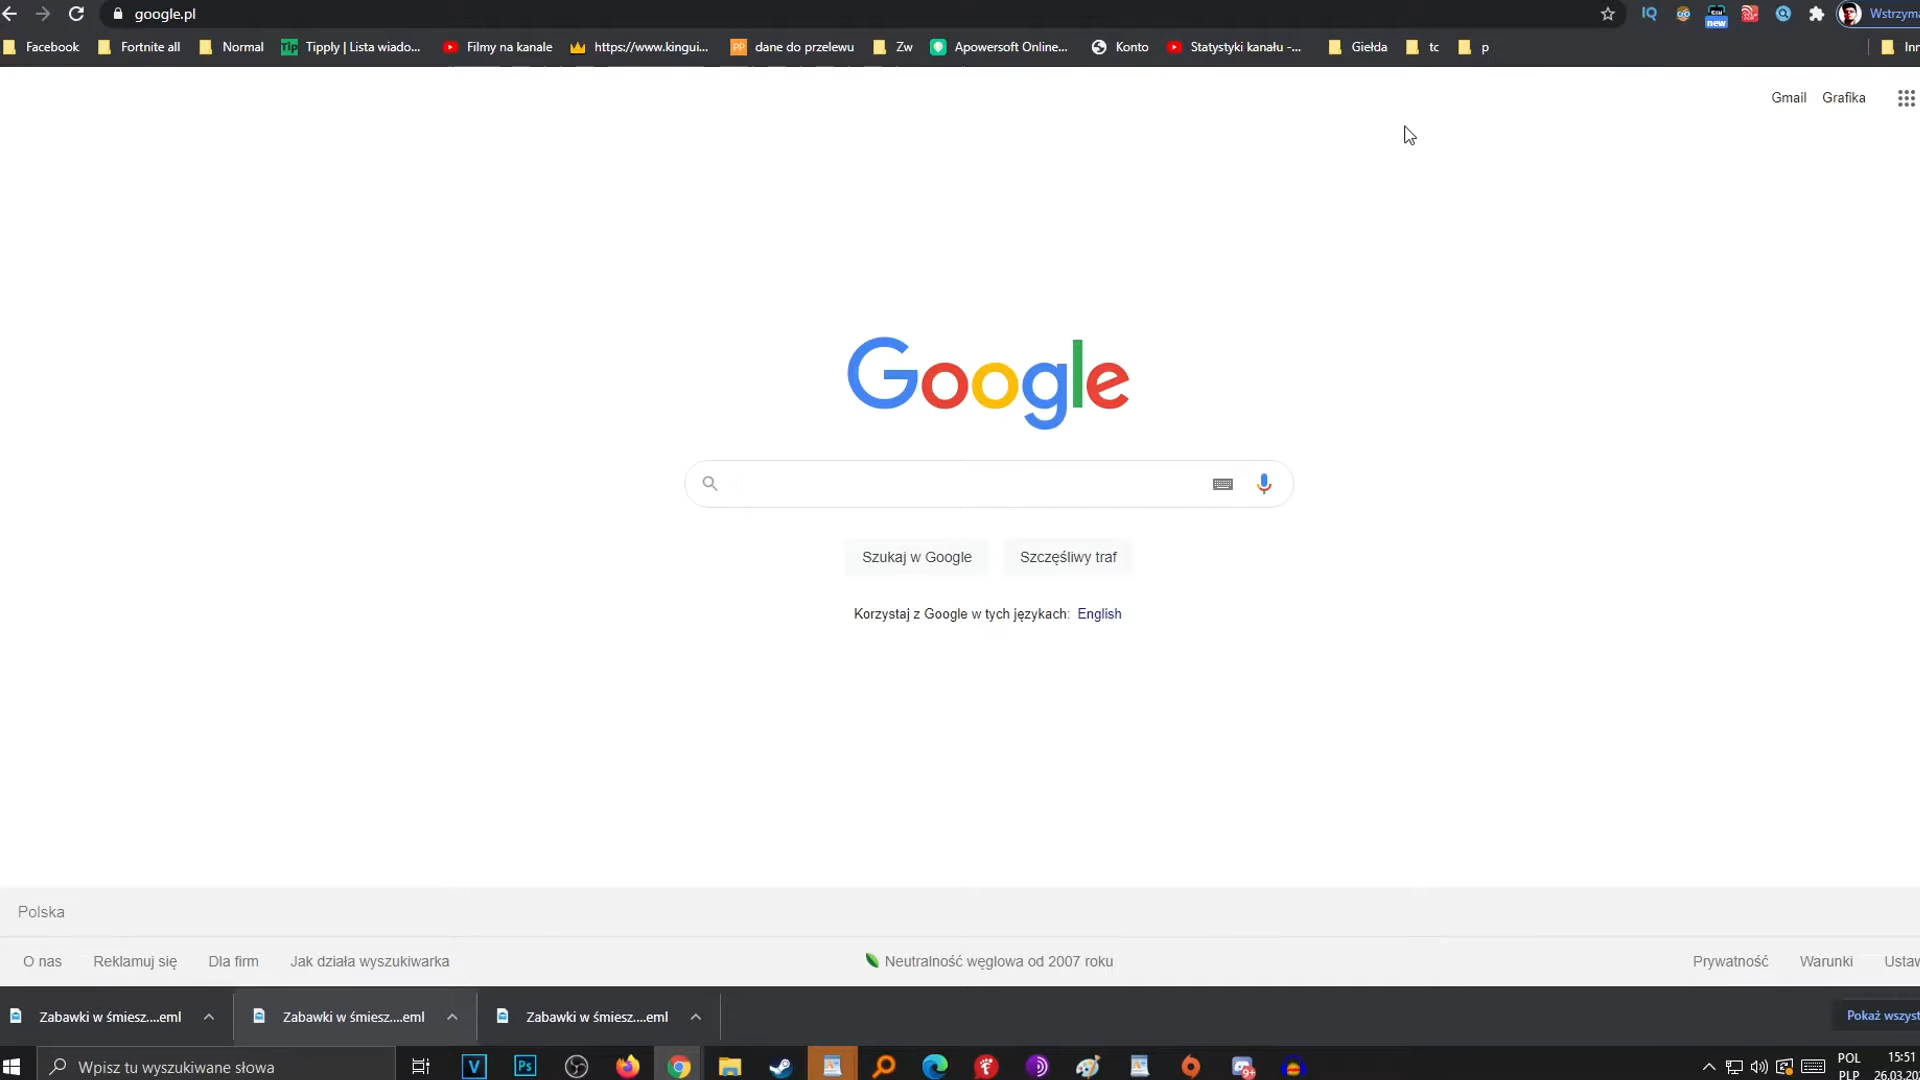 google.pl
Wstrzyma
Facebook Fortnite all Normal Tipply | Lista wiado... Filmy na kanale https://www.kingui... dane do przelewu Zw Apowersoft Online... Konto Statystyki kanału -... Giełda tc p Inn
Gmail Grafika
Google
Szukaj w Google Szczęśliwy traf
Korzystaj z Google w tych językach: English
Polska
O nas Reklamuj się Dla firm Jak działa wyszukiwarka Neutralność węglowa od 2007 roku Prywatność Warunki Ustaw
Zabawki w śmiesz....eml Zabawki w śmiesz....eml Zabawki w śmiesz....eml Pokaż wszyst
Wpisz tu wyszukiwane słowa
POL 15:51
PLP 26.03.20